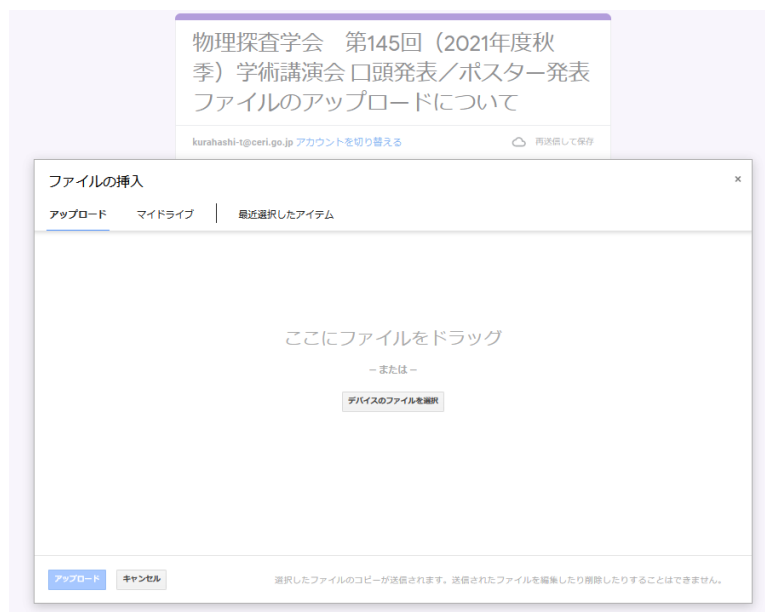 物理探査学会　第145回（2021年度秋
季）学術講演会 口頭発表／ポスター発表
ファイルのアップロードについて
kurahashi-t@ceri.go.jp アカウントを切り替える
再送信して保存
ファイルの挿入
×
アップロード
マイドライブ
最近選択したアイテム
ここにファイルをドラッグ
– または –
デバイスのファイルを選択
アップロード
キャンセル
選択したファイルのコピーが送信されます。送信されたファイルを編集したり削除したりすることはできません。